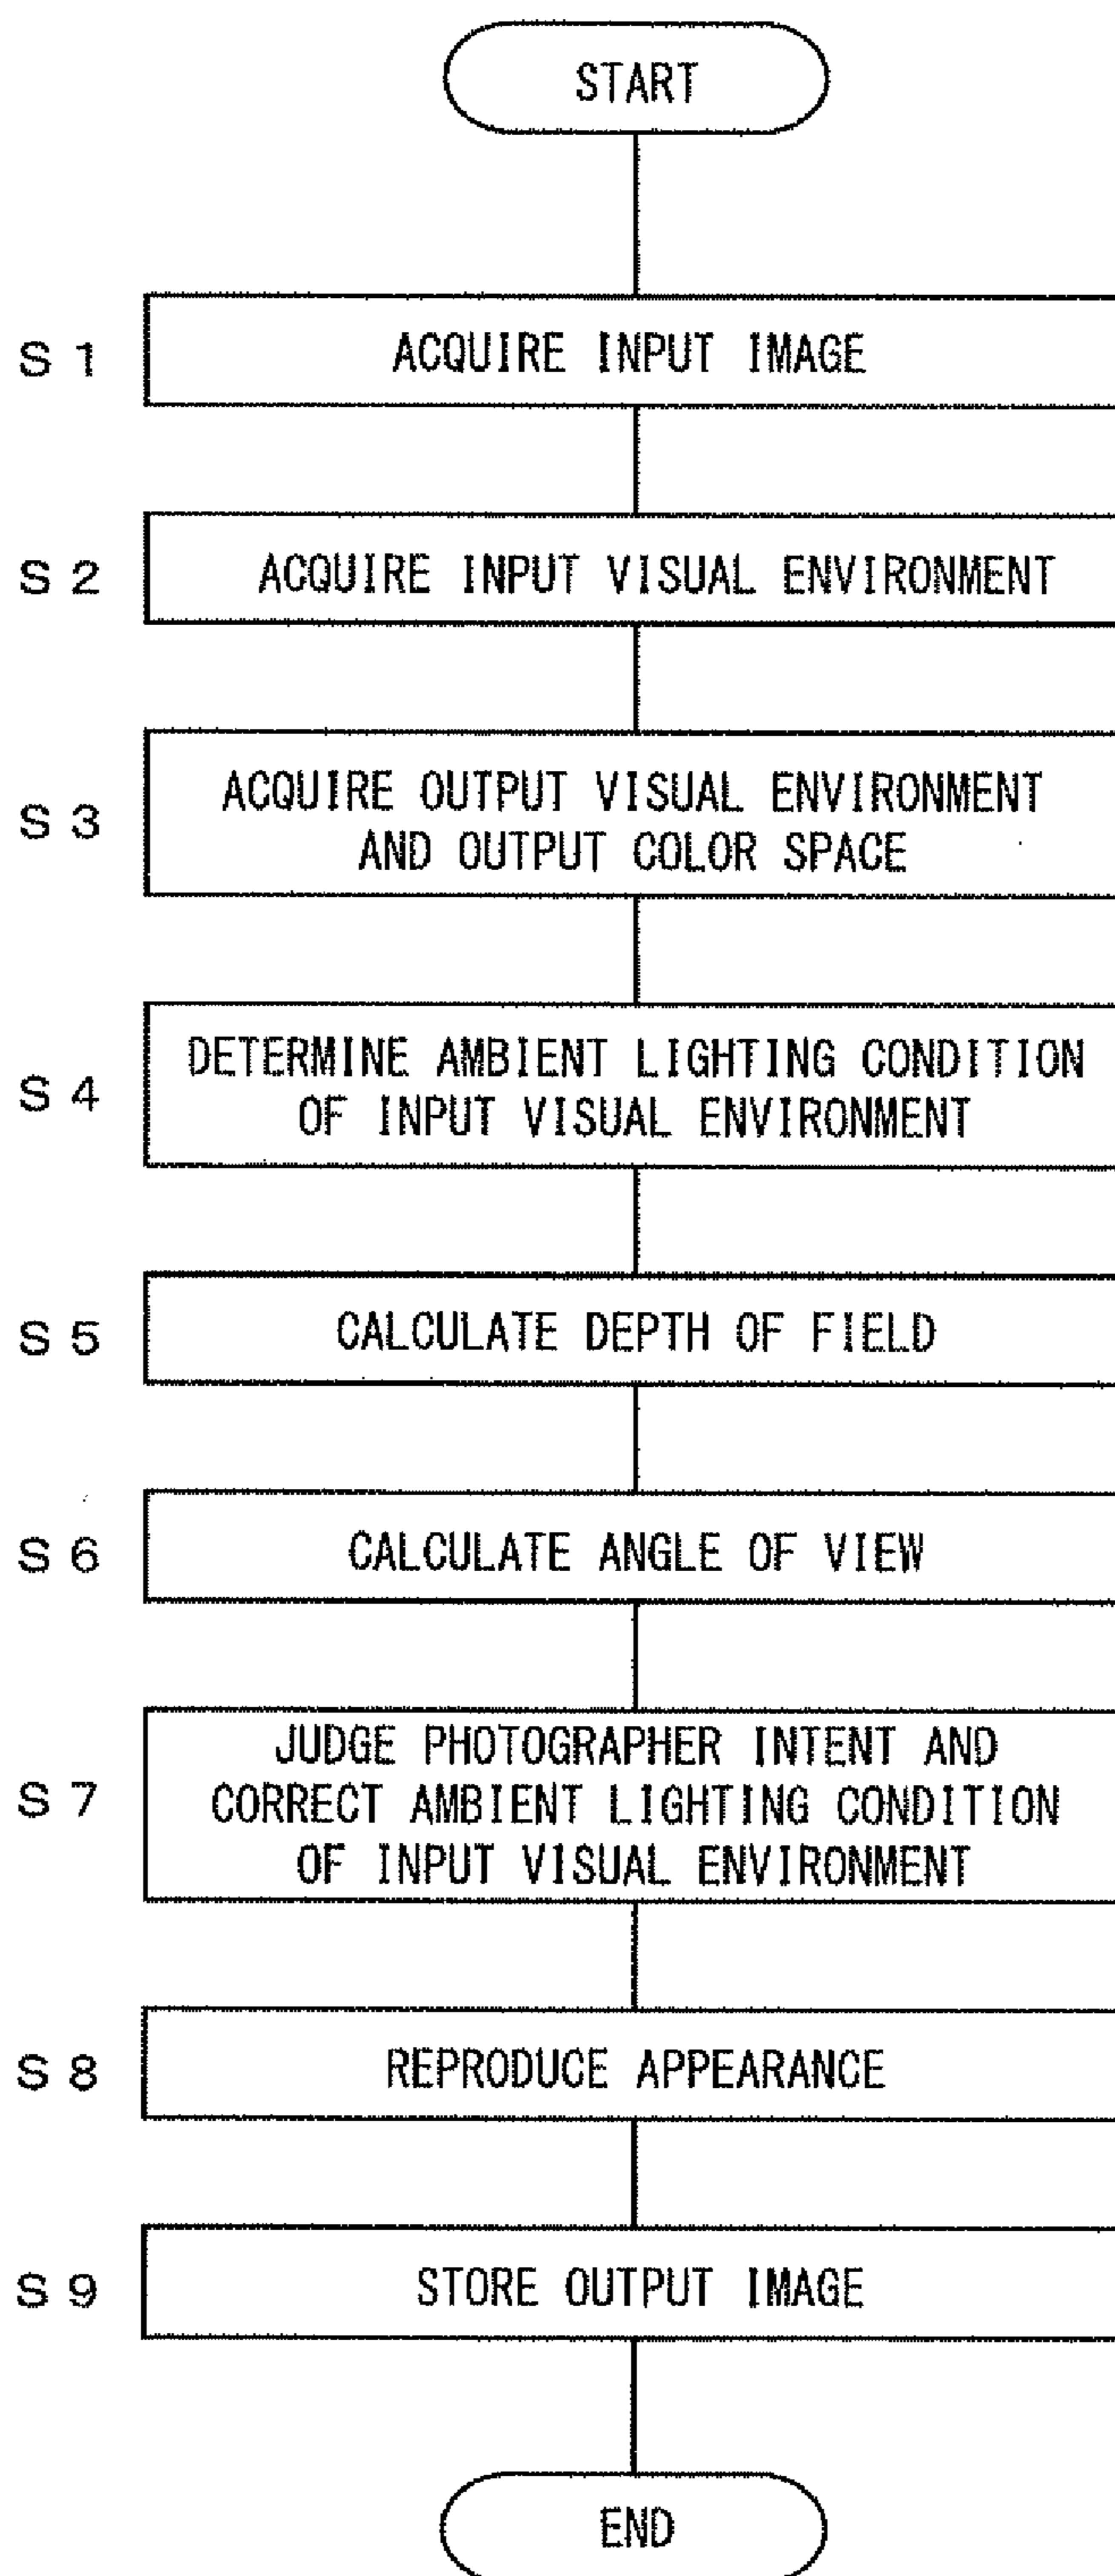 START
S 1 ACQUIRE INPUT IMAGE
S 2 ACQUIRE INPUT VISUAL ENVIRONMENT
S 3 ACQUIRE OUTPUT VISUAL ENVIRONMENT
AND OUTPUT COLOR SPACE
S 4 DETERMINE AMBIENT LIGHTING CONDITION
OF INPUT VISUAL ENVIRONMENT
S 5 CALCULATE DEPTH OF FIELD
S 6 CALCULATE ANGLE OF VIEW
S 7 JUDGE PHOTOGRAPHER INTENT AND
CORRECT AMBIENT LIGHTING CONDITION
OF INPUT VISUAL ENVIRONMENT
S 8 REPRODUCE APPEARANCE
S 9 STORE OUTPUT IMAGE
END